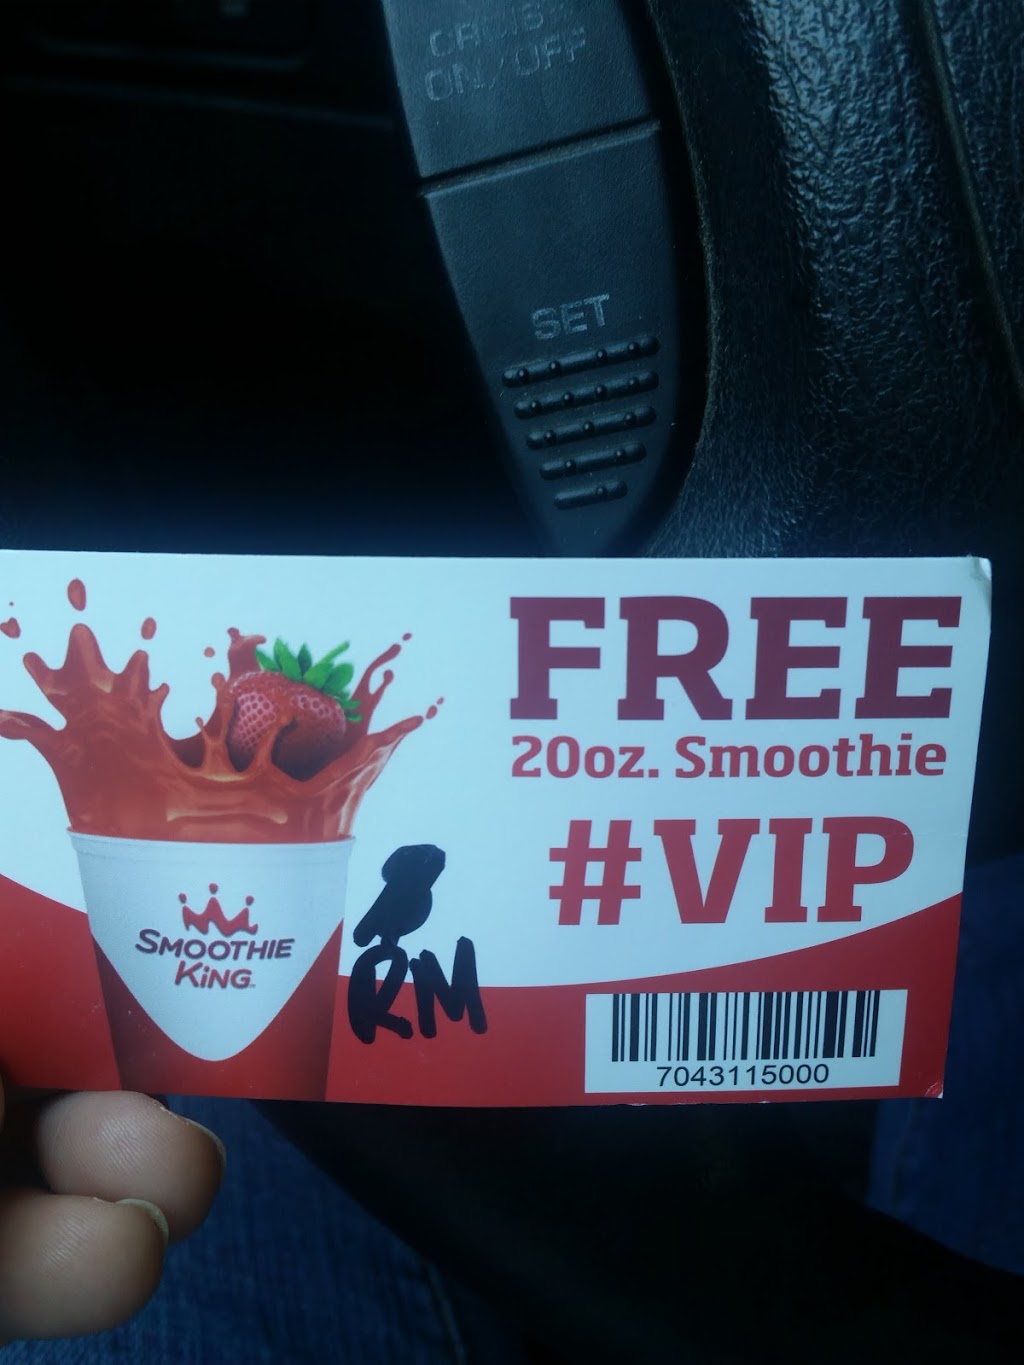 CRUISE
ON/OFF
SET
FREE
20oz. Smoothie
#VIP
SMOOTHIE
KING
RM
7043115000